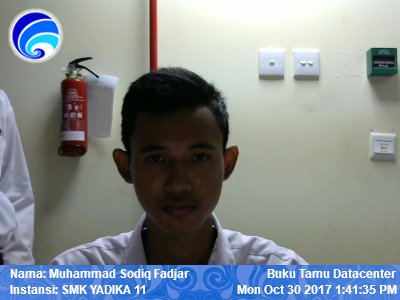 Nama: Muhammad Sodiq Fadjar
Buku Tamu Datacenter
Instansi: SMK YADIKA 11
Mon Oct 30 2017 1:41:35 PM